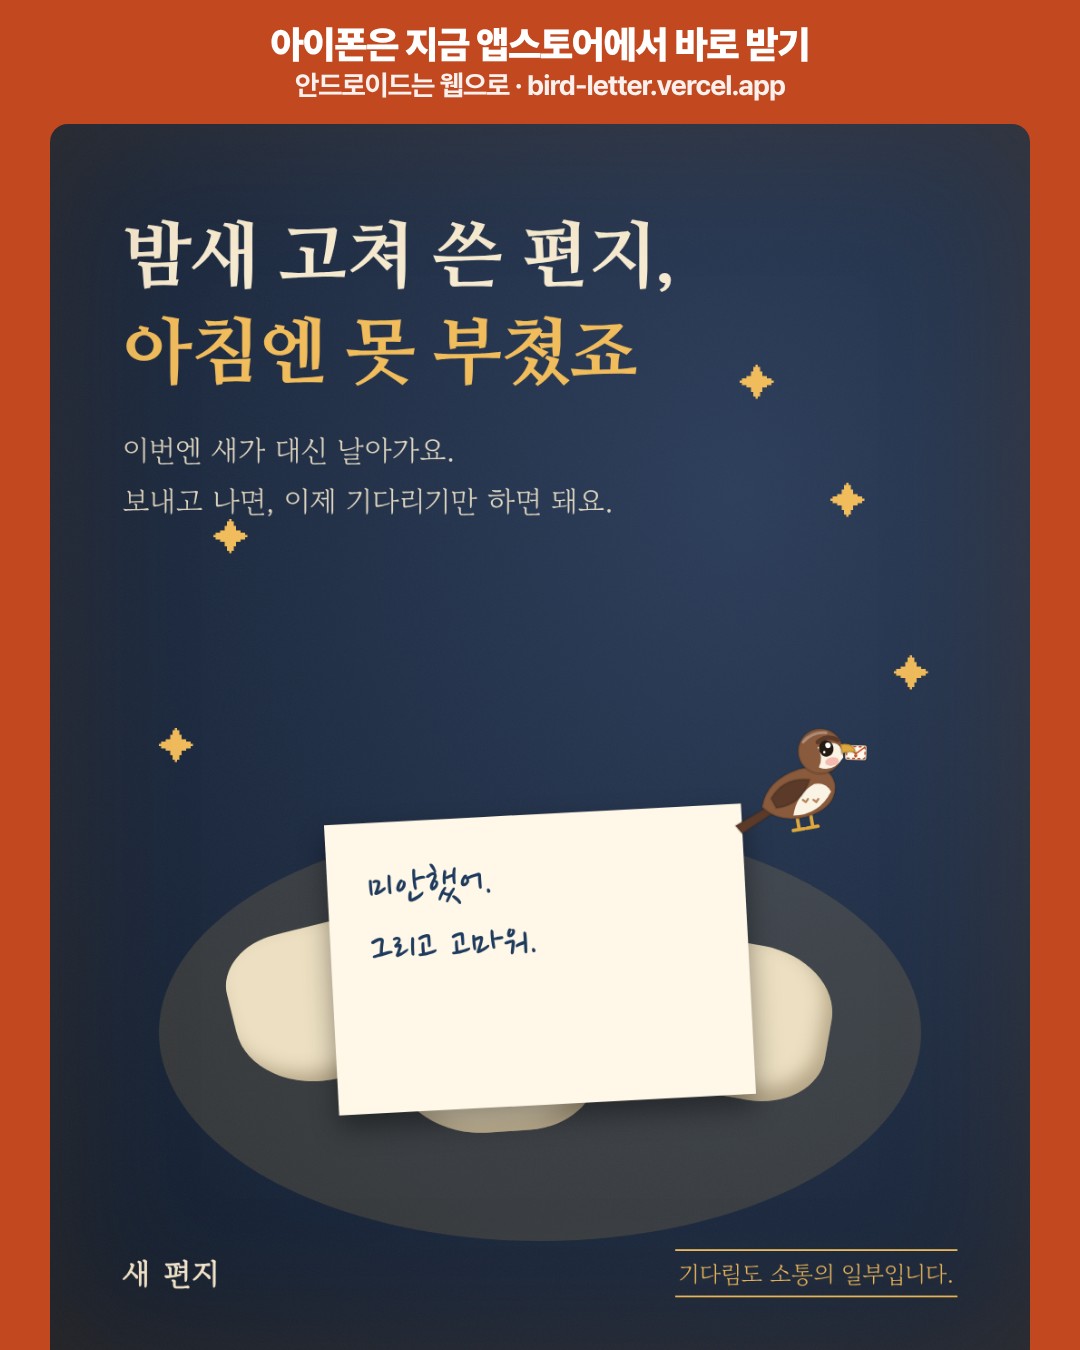 아이폰은 지금 앱스토어에서 바로 받기
안드로이드는 웹으로 · bird-letter.vercel.app
밤새 고쳐 쓴 편지,
아침엔 못 부쳤죠
이번엔 새가 대신 날아가요.
보내고 나면, 이제 기다리기만 하면 돼요.
미안했어.
그리고 고마워.
새 편지
기다림도 소통의 일부입니다.